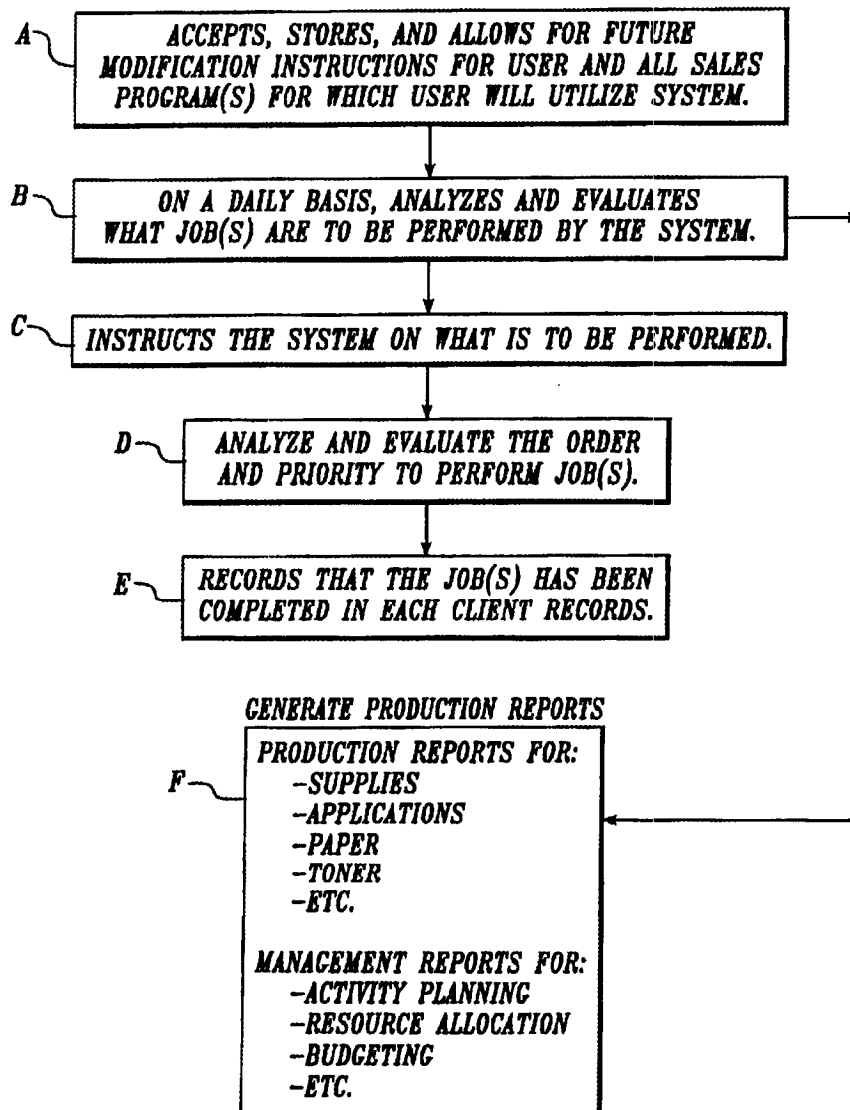 A
ACCEPTS, STORES, AND ALLOWS FOR FUTURE
MODIFICATION INSTRUCTIONS FOR USER AND ALL SALES
PROGRAM(S) FOR WHICH USER WILL UTILIZE SYSTEM.
B
ON A DAILY BASIS, ANALYZES AND EVALUATES
WHAT JOB(S) ARE TO BE PERFORMED BY THE SYSTEM.
C
INSTRUCTS THE SYSTEM ON WHAT IS TO BE PERFORMED.
D
ANALYZE AND EVALUATE THE ORDER
AND PRIORITY TO PERFORM JOB(S).
E
RECORDS THAT THE JOB(S) HAS BEEN
COMPLETED IN EACH CLIENT RECORDS.
GENERATE PRODUCTION REPORTS
F
PRODUCTION REPORTS FOR:
-SUPPLIES
-APPLICATIONS
-PAPER
-TONER
-ETC.
MANAGEMENT REPORTS FOR:
-ACTIVITY PLANNING
-RESOURCE ALLOCATION
-BUDGETING
-ETC.